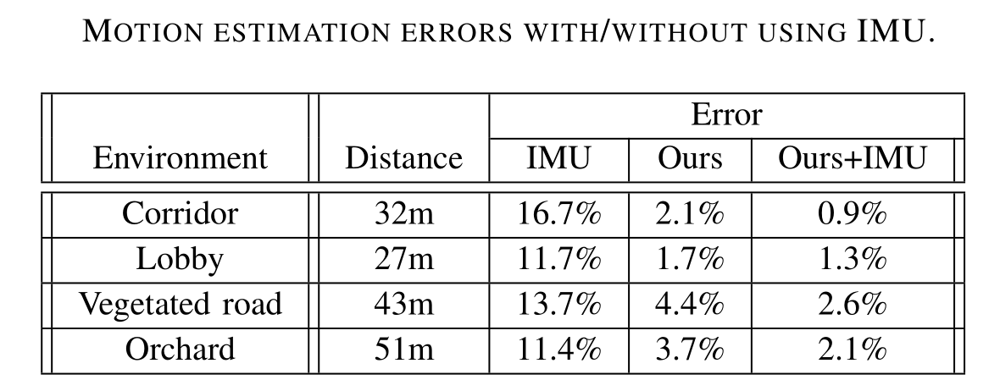 MOTION ESTIMATION ERRORS WITH/WITHOUT USING IMU.
Error
Environment Distance IMU Ours Ours+IMU
Corridor 32m 16.7% 2.1% 0.9%
Lobby 27m 11.7% 1.7% 1.3%
Vegetated road 43m 13.7% 4.4% 2.6%
Orchard 51m 11.4% 3.7% 2.1%